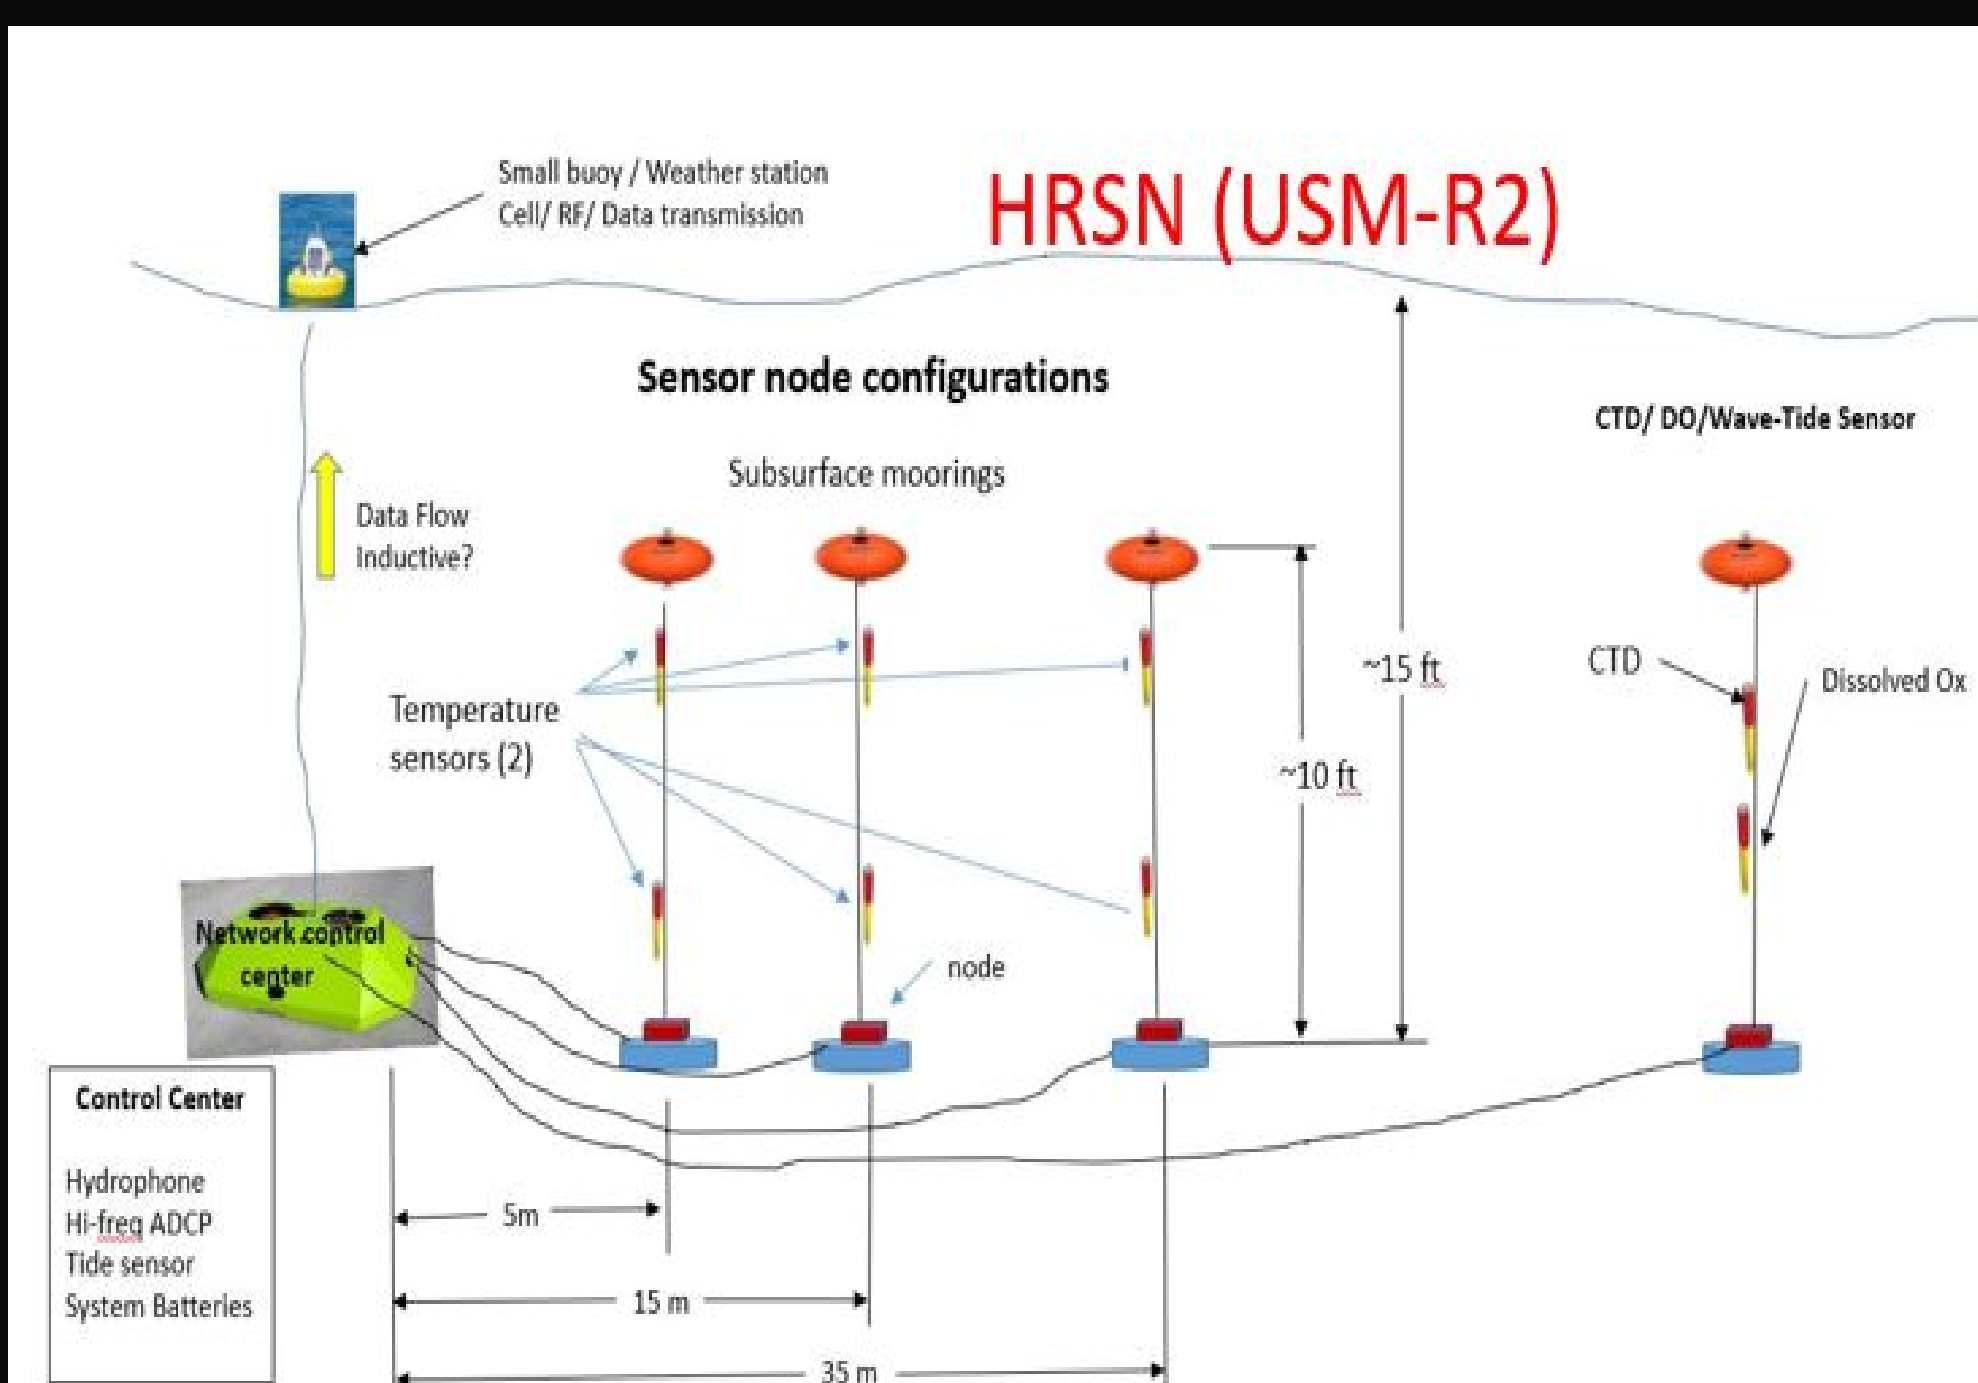 Small buoy / Weather station
Cell/ RF/ Data transmission
HRSN (USM-R2)
Sensor node configurations
CTD/ DO/Wave-Tide Sensor
Subsurface moorings
Data Flow
Inductive?
~15 ft
CTD
Dissolved Ox
Temperature
sensors (2)
~10 ft
Network control
center
node
Control Center
Hydrophone
Hi-freq ADCP
Tide sensor
System Batteries
5m
15 m
35 m